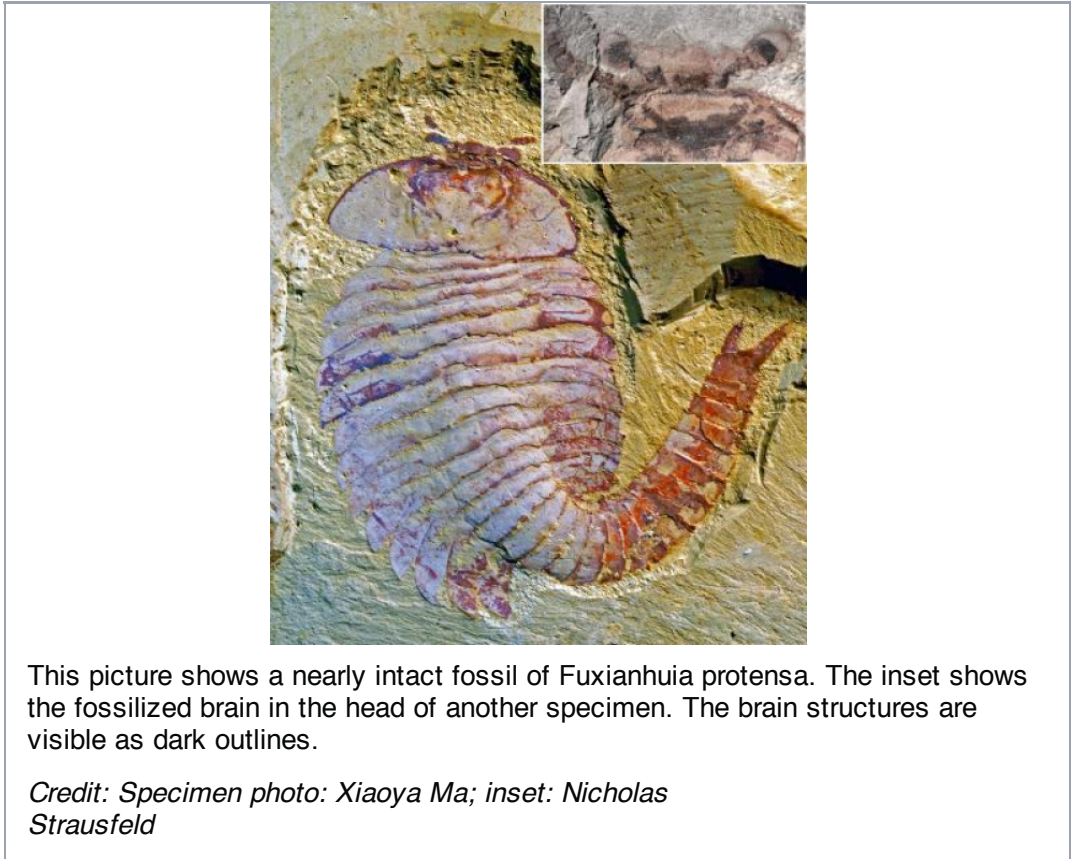 This picture shows a nearly intact fossil of Fuxianhuia protensa. The inset shows
the fossilized brain in the head of another specimen. The brain structures are
visible as dark outlines.
Credit: Specimen photo: Xiaoya Ma; inset: Nicholas
Strausfeld